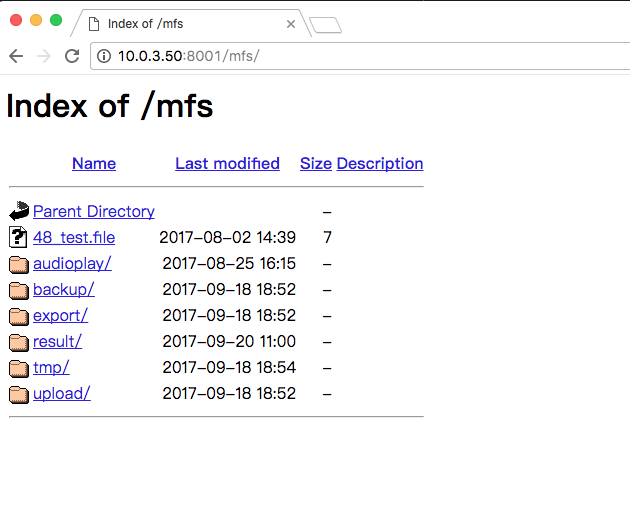 Index of /mfs
10.0.3.50:8001/mfs/
Index of /mfs
Name Last modified Size Description
Parent Directory –
48_test.file 2017-08-02 14:39 7
audioplay/ 2017-08-25 16:15 –
backup/ 2017-09-18 18:52 –
export/ 2017-09-18 18:52 –
result/ 2017-09-20 11:00 –
tmp/ 2017-09-18 18:54 –
upload/ 2017-09-18 18:52 –